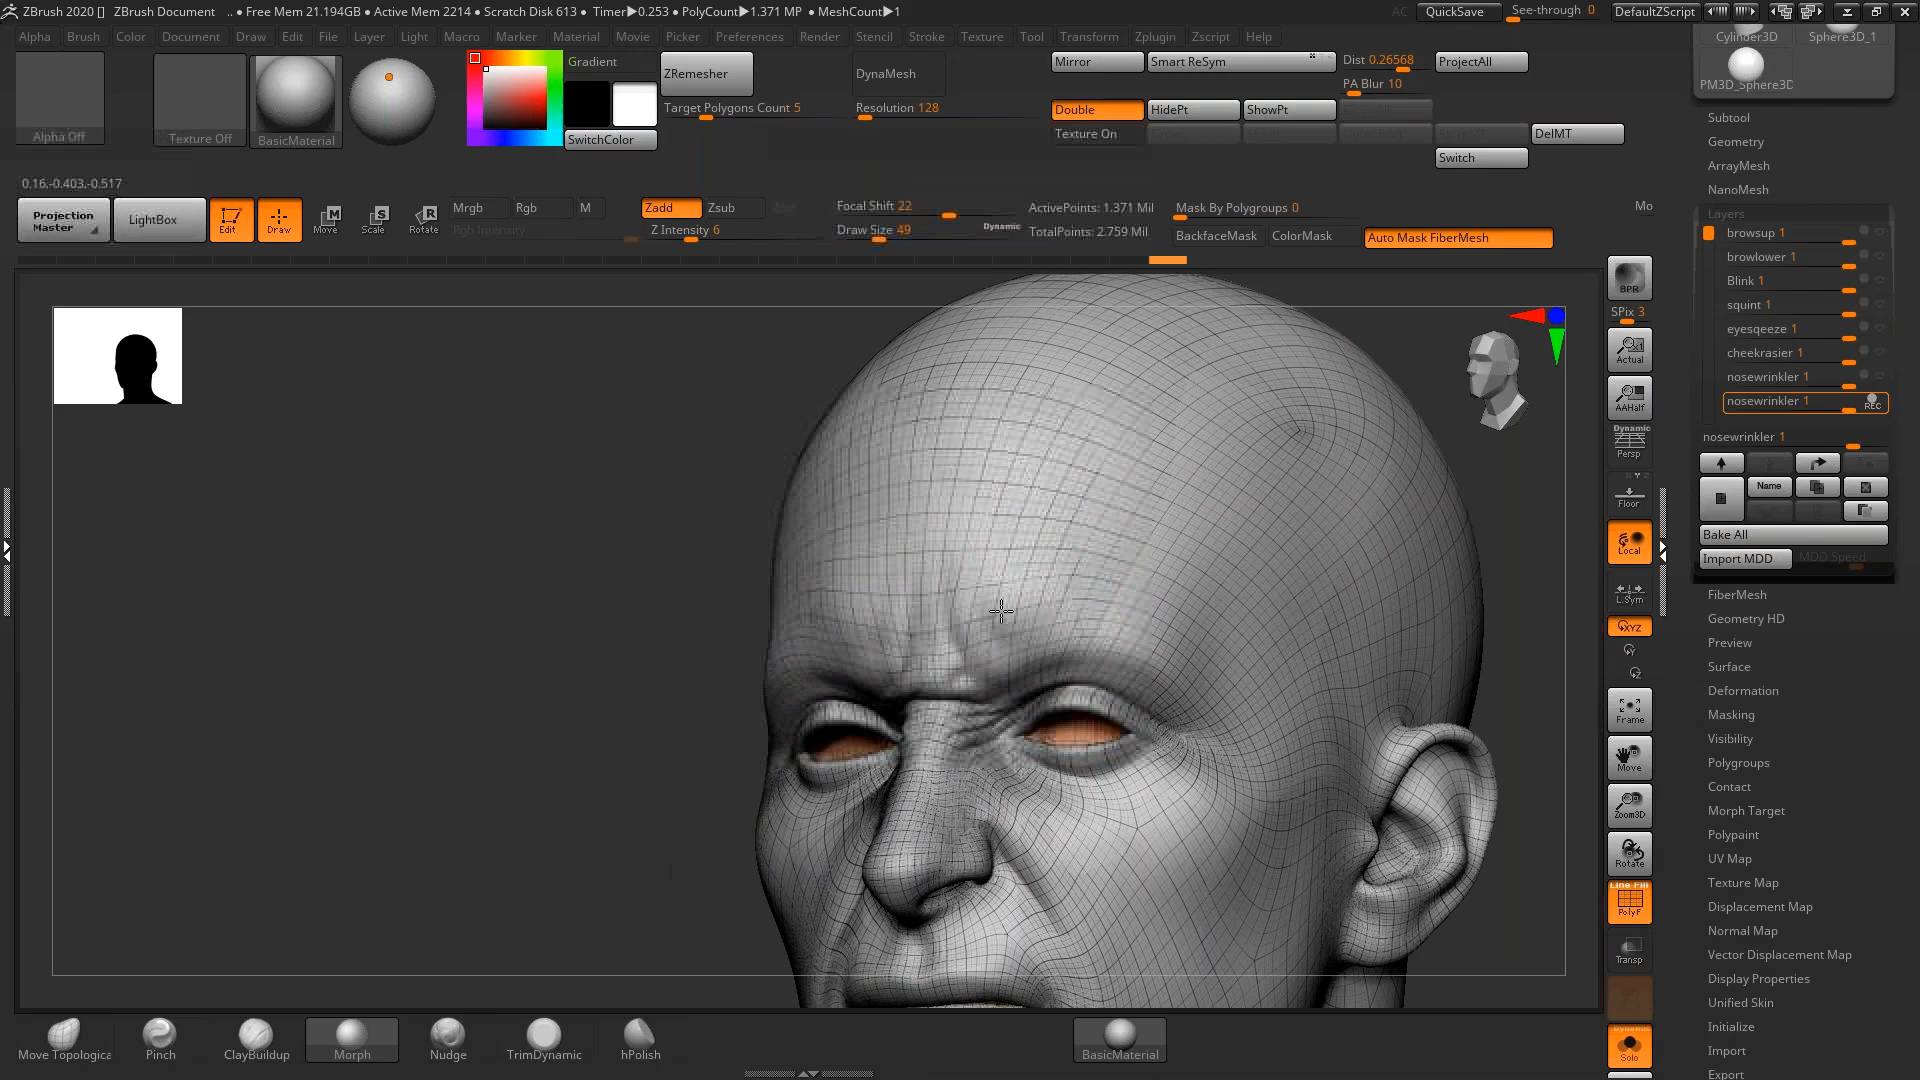 ZBrush 2020 [] ZBrush Document .. • Free Mem 21.194GB • Active Mem 2214 • Scratch Disk 613 • Timer▶0.253 • PolyCount▶1.371 MP • MeshCount▶1 AC QuickSave See-through 0 DefaultZScript
Alpha Brush Color Document Draw Edit File Layer Light Macro Marker Material Movie Picker Preferences Render Stencil Stroke Texture Tool Transform Zplugin Zscript Help
Cylinder3D Sphere3D_1
PM3D_Sphere3D
Alpha Off
Texture Off
BasicMaterial
Gradient
SwitchColor
ZRemesher
Target Polygons Count 5
DynaMesh
Resolution 128
Mirror Smart ReSym Dist 0.26568 ProjectAll
PA Blur 10
Double HidePt ShowPt
Texture On DelMT
Switch
0.16,-0.403,-0.517
Projection Master
LightBox
Edit Draw Move Scale Rotate
Mrgb Rgb M
Rgb Intensity
Zadd Zsub
Z Intensity 6
Focal Shift 22
Draw Size 49
Dynamic
ActivePoints: 1.371 Mil
TotalPoints: 2.759 Mil
Mask By Polygroups 0
BackfaceMask ColorMask Auto Mask FiberMesh
Mo
BPR
SPix 3
Actual
AAHalf
Dynamic
Persp
Floor
Local
L.Sym
XYZ
Y
Z
Frame
Move
Zoom3D
Rotate
Line Fill
PolyF
Transp
Dynamic
Solo
Subtool
Geometry
ArrayMesh
NanoMesh
Layers
browsup 1
browlower 1
Blink 1
squint 1
eyesqeeze 1
cheekrasier 1
nosewrinkler 1
nosewrinkler 1 REC
nosewrinkler 1
Name
Bake All
Import MDD MDD Speed
FiberMesh
Geometry HD
Preview
Surface
Deformation
Masking
Visibility
Polygroups
Contact
Morph Target
Polypaint
UV Map
Texture Map
Displacement Map
Normal Map
Vector Displacement Map
Display Properties
Unified Skin
Initialize
Import
Export
Move Topologica Pinch ClayBuildup Morph Nudge TrimDynamic hPolish BasicMaterial